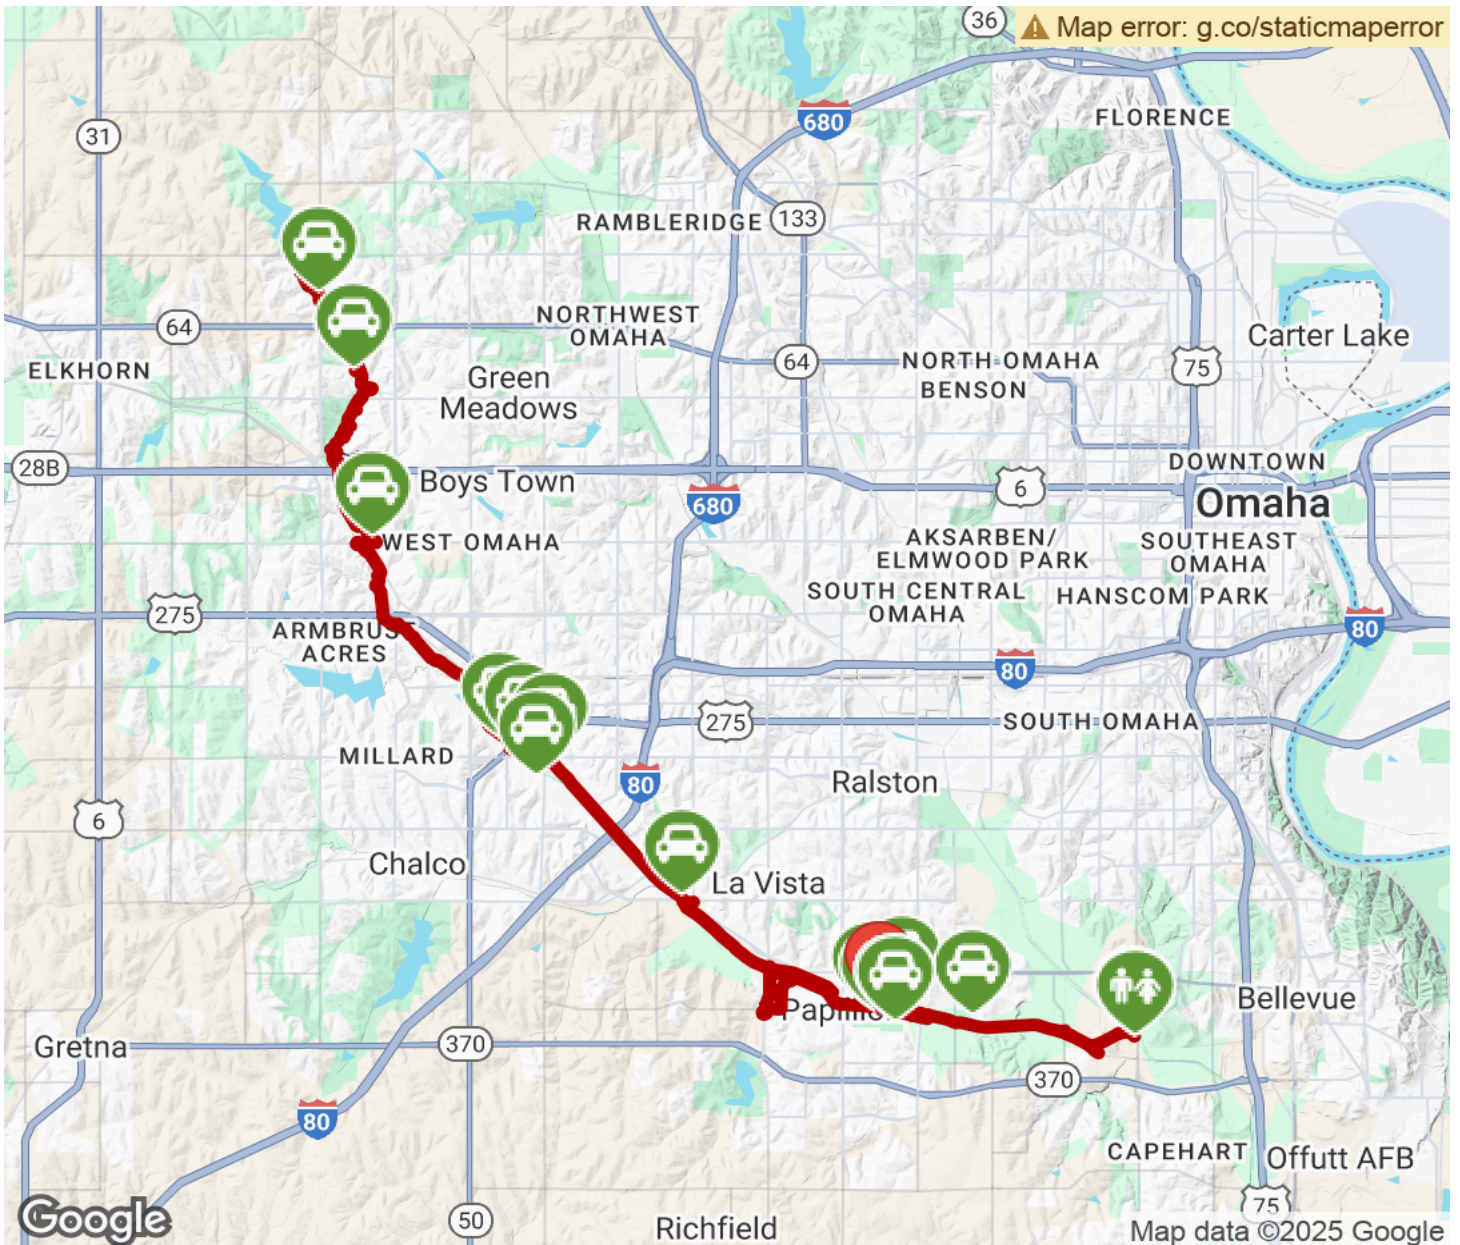 36
Map error: g.co/staticmaperror
680
FLORENCE
31
RAMBLERIDGE
133
NORTHWEST
OMAHA
64
Carter Lake
64
NORTH OMAHA
75
ELKHORN
Green
Meadows
BENSON
28B
Boys Town
DOWNTOWN
6
Omaha
680
WEST OMAHA
AKSARBEN/
ELMWOOD PARK
SOUTHEAST
OMAHA
SOUTH CENTRAL
OMAHA
HANSCOM PARK
275
80
ARMBRUST
ACRES
80
275
SOUTH OMAHA
MILLARD
80
Ralston
6
Chalco
La Vista
Papillio
Bellevue
Gretna
370
370
80
CAPEHART
Offutt AFB
75
Google
50
Richfield
Map data ©2025 Google